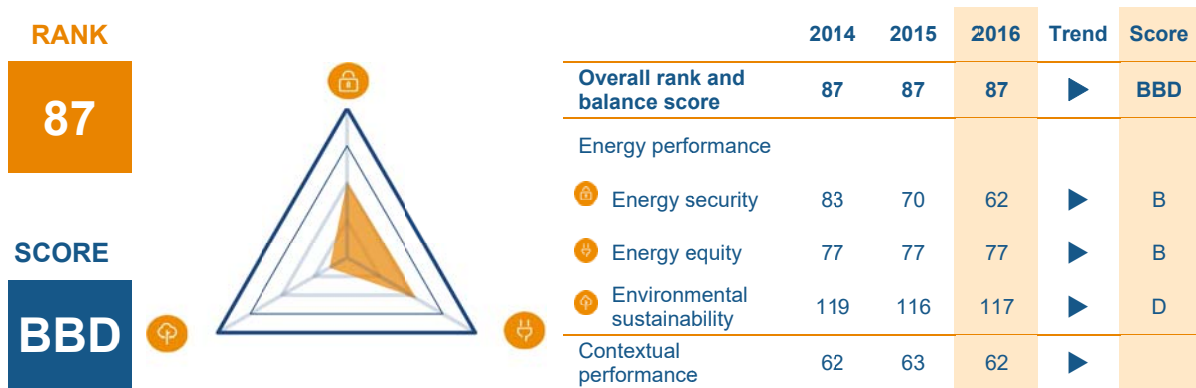 RANK
87
SCORE
BBD
2014 2015 2016 Trend Score
Overall rank and
balance score 87 87 87 BBD
Energy performance
Energy security 83 70 62 B
Energy equity 77 77 77 B
Environmental
sustainability 119 116 117 D
Contextual
performance 62 63 62